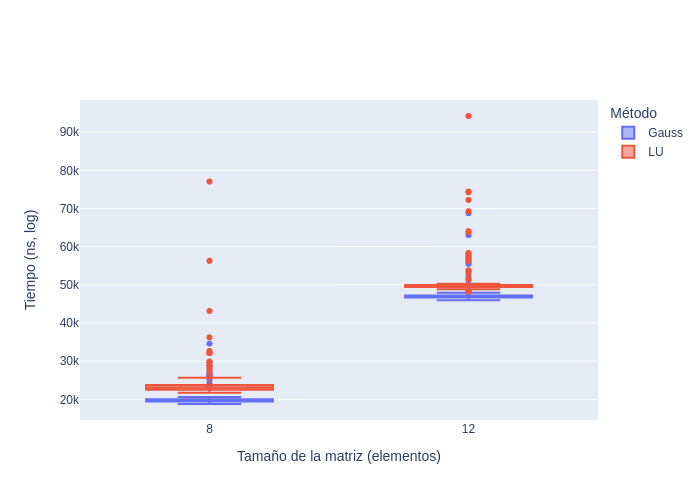 Método
Gauss
LU
Tiempo (ns, log)
90k
80k
70k
60k
50k
40k
30k
20k
8
12
Tamaño de la matriz (elementos)